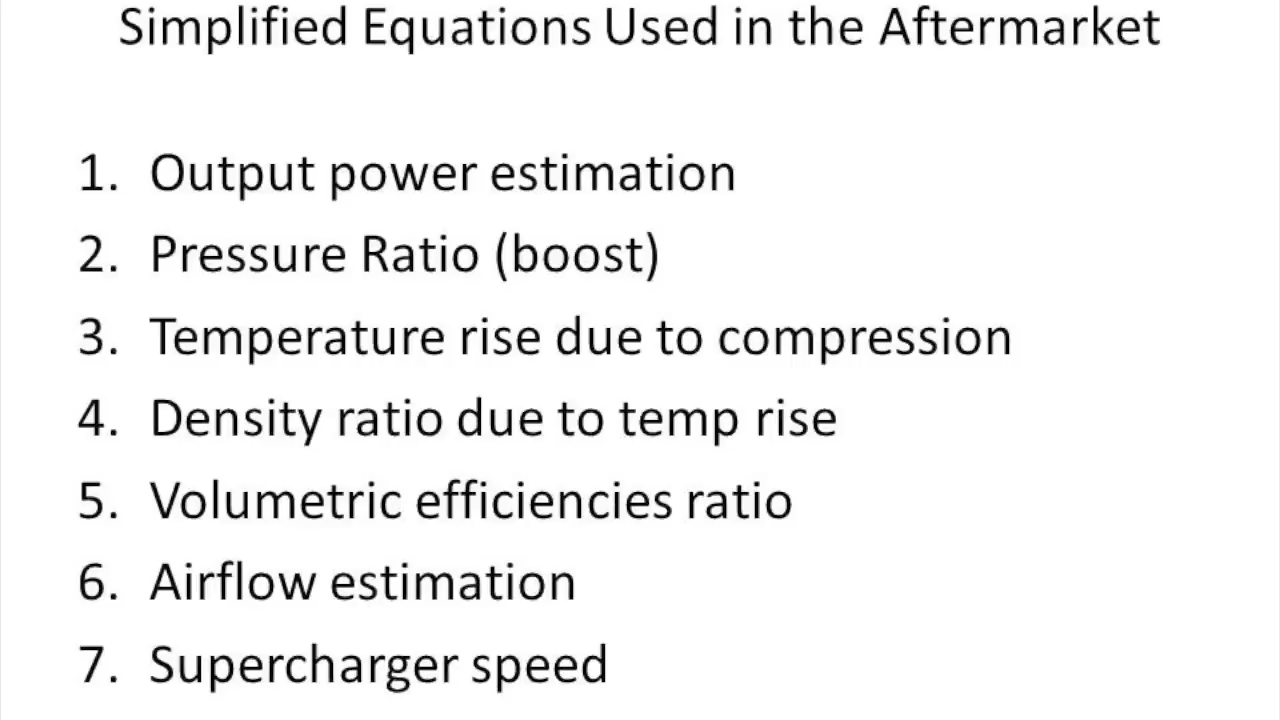 Simplified Equations Used in the Aftermarket
1. Output power estimation
2. Pressure Ratio (boost)
3. Temperature rise due to compression
4. Density ratio due to temp rise
5. Volumetric efficiencies ratio
6. Airflow estimation
7. Supercharger speed